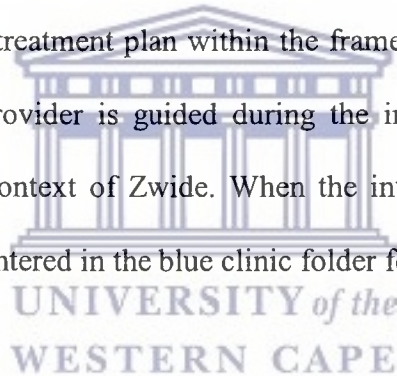 treatment plan within the frame
rovider is guided during the in
ontext of Zwide. When the in
ntered in the blue clinic folder f
UNIVERSITY of the
WESTERN CAPE